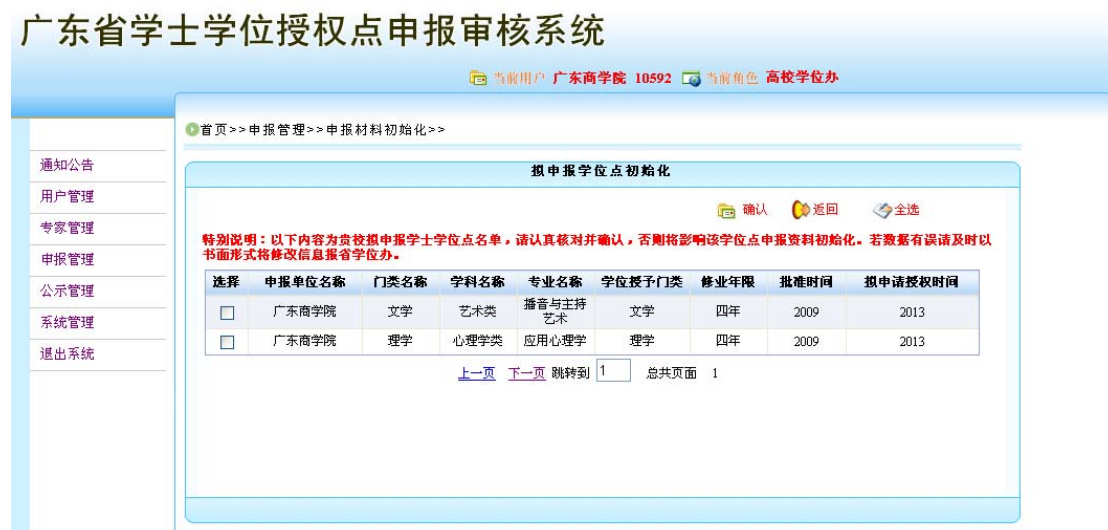 广东省学士学位授权点申报审核系统
当前用户 广东商学院 10592 当前角色 高校学位办
首页>>申报管理>>申报材料初始化>>
通知公告
用户管理
专家管理
申报管理
公示管理
系统管理
退出系统
拟申报学位点初始化
确认 返回 全选
特别说明：以下内容为贵校拟申报学士学位点名单，请认真核对并确认，否则将影响该学位点申报资料初始化。若数据有误请及时以
书面形式将修改信息报省学位办。
选择 申报单位名称 门类名称 学科名称 专业名称 学位授予门类 修业年限 批准时间 拟申请授权时间
广东商学院 文学 艺术类 播音与主持
艺术 文学 四年 2009 2013
广东商学院 理学 心理学类 应用心理学 理学 四年 2009 2013
上一页 下一页 跳转到 1 总共页面 1